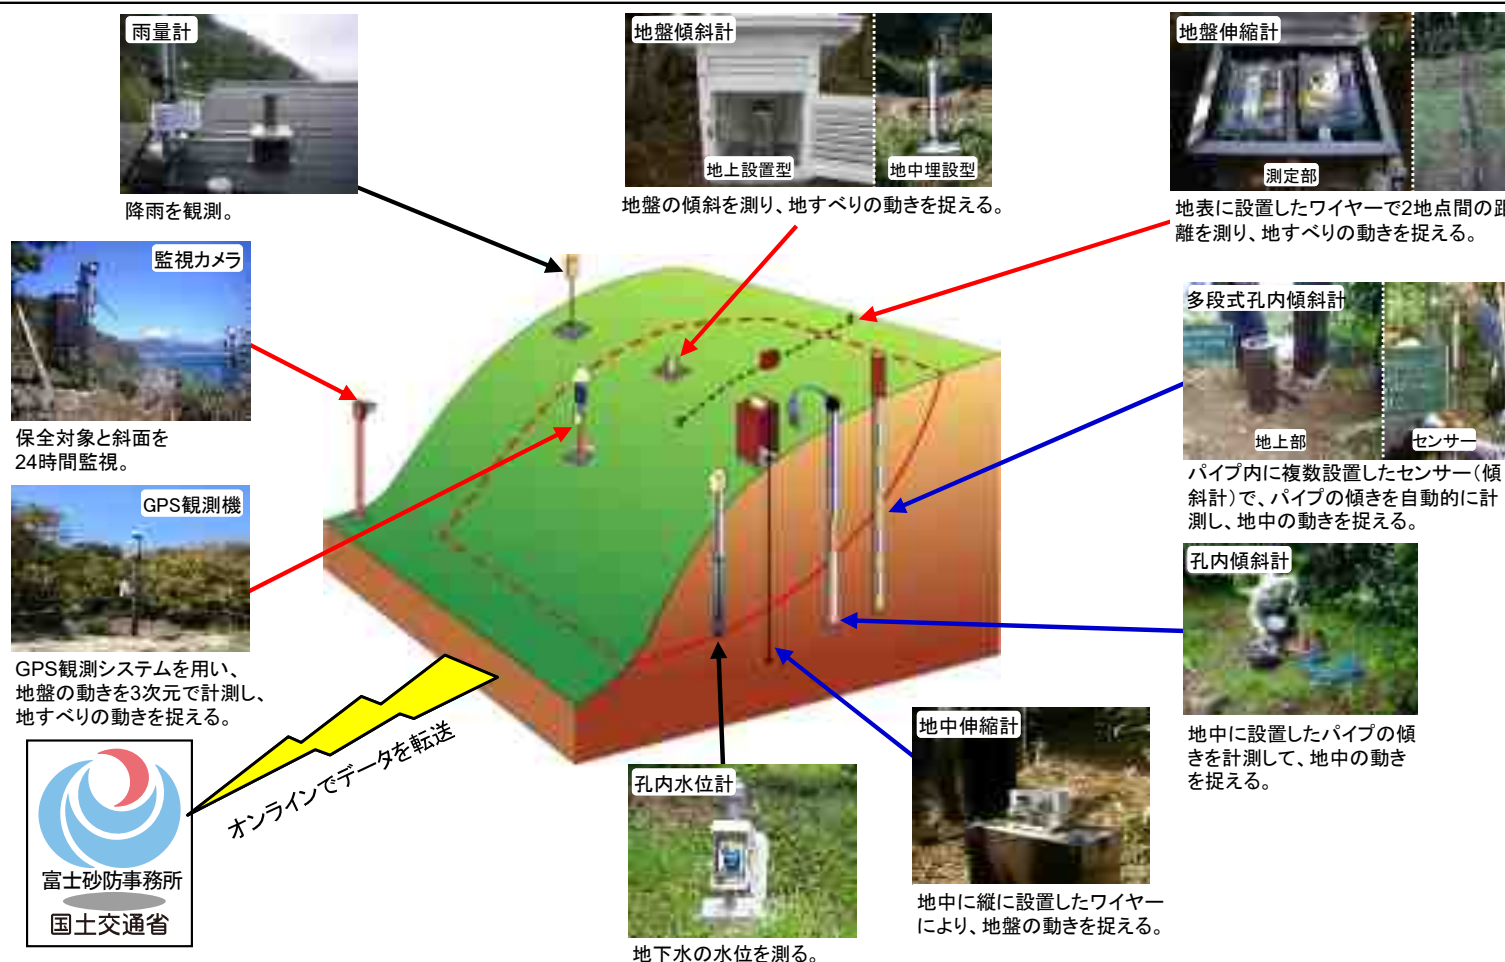 雨量計
降雨を観測。
地盤傾斜計
地上設置型
地中埋設型
地盤の傾斜を測り、地すべりの動きを捉える。
地盤伸縮計
測定部
地表に設置したワイヤーで2地点間の距
離を測り、地すべりの動きを捉える。
監視カメラ
保全対象と斜面を
24時間監視。
多段式孔内傾斜計
地上部
センサー
パイプ内に複数設置したセンサー(傾
斜計)で、パイプの傾きを自動的に計
測し、地中の動きを捉える。
GPS観測機
GPS観測システムを用い、
地盤の動きを3次元で計測し、
地すべりの動きを捉える。
孔内傾斜計
地中に設置したパイプの傾
きを計測して、地中の動き
を捉える。
地中伸縮計
地中に縦に設置したワイヤー
により、地盤の動きを捉える。
孔内水位計
地下水の水位を測る。
オンラインでデータを転送
富士砂防事務所
国土交通省